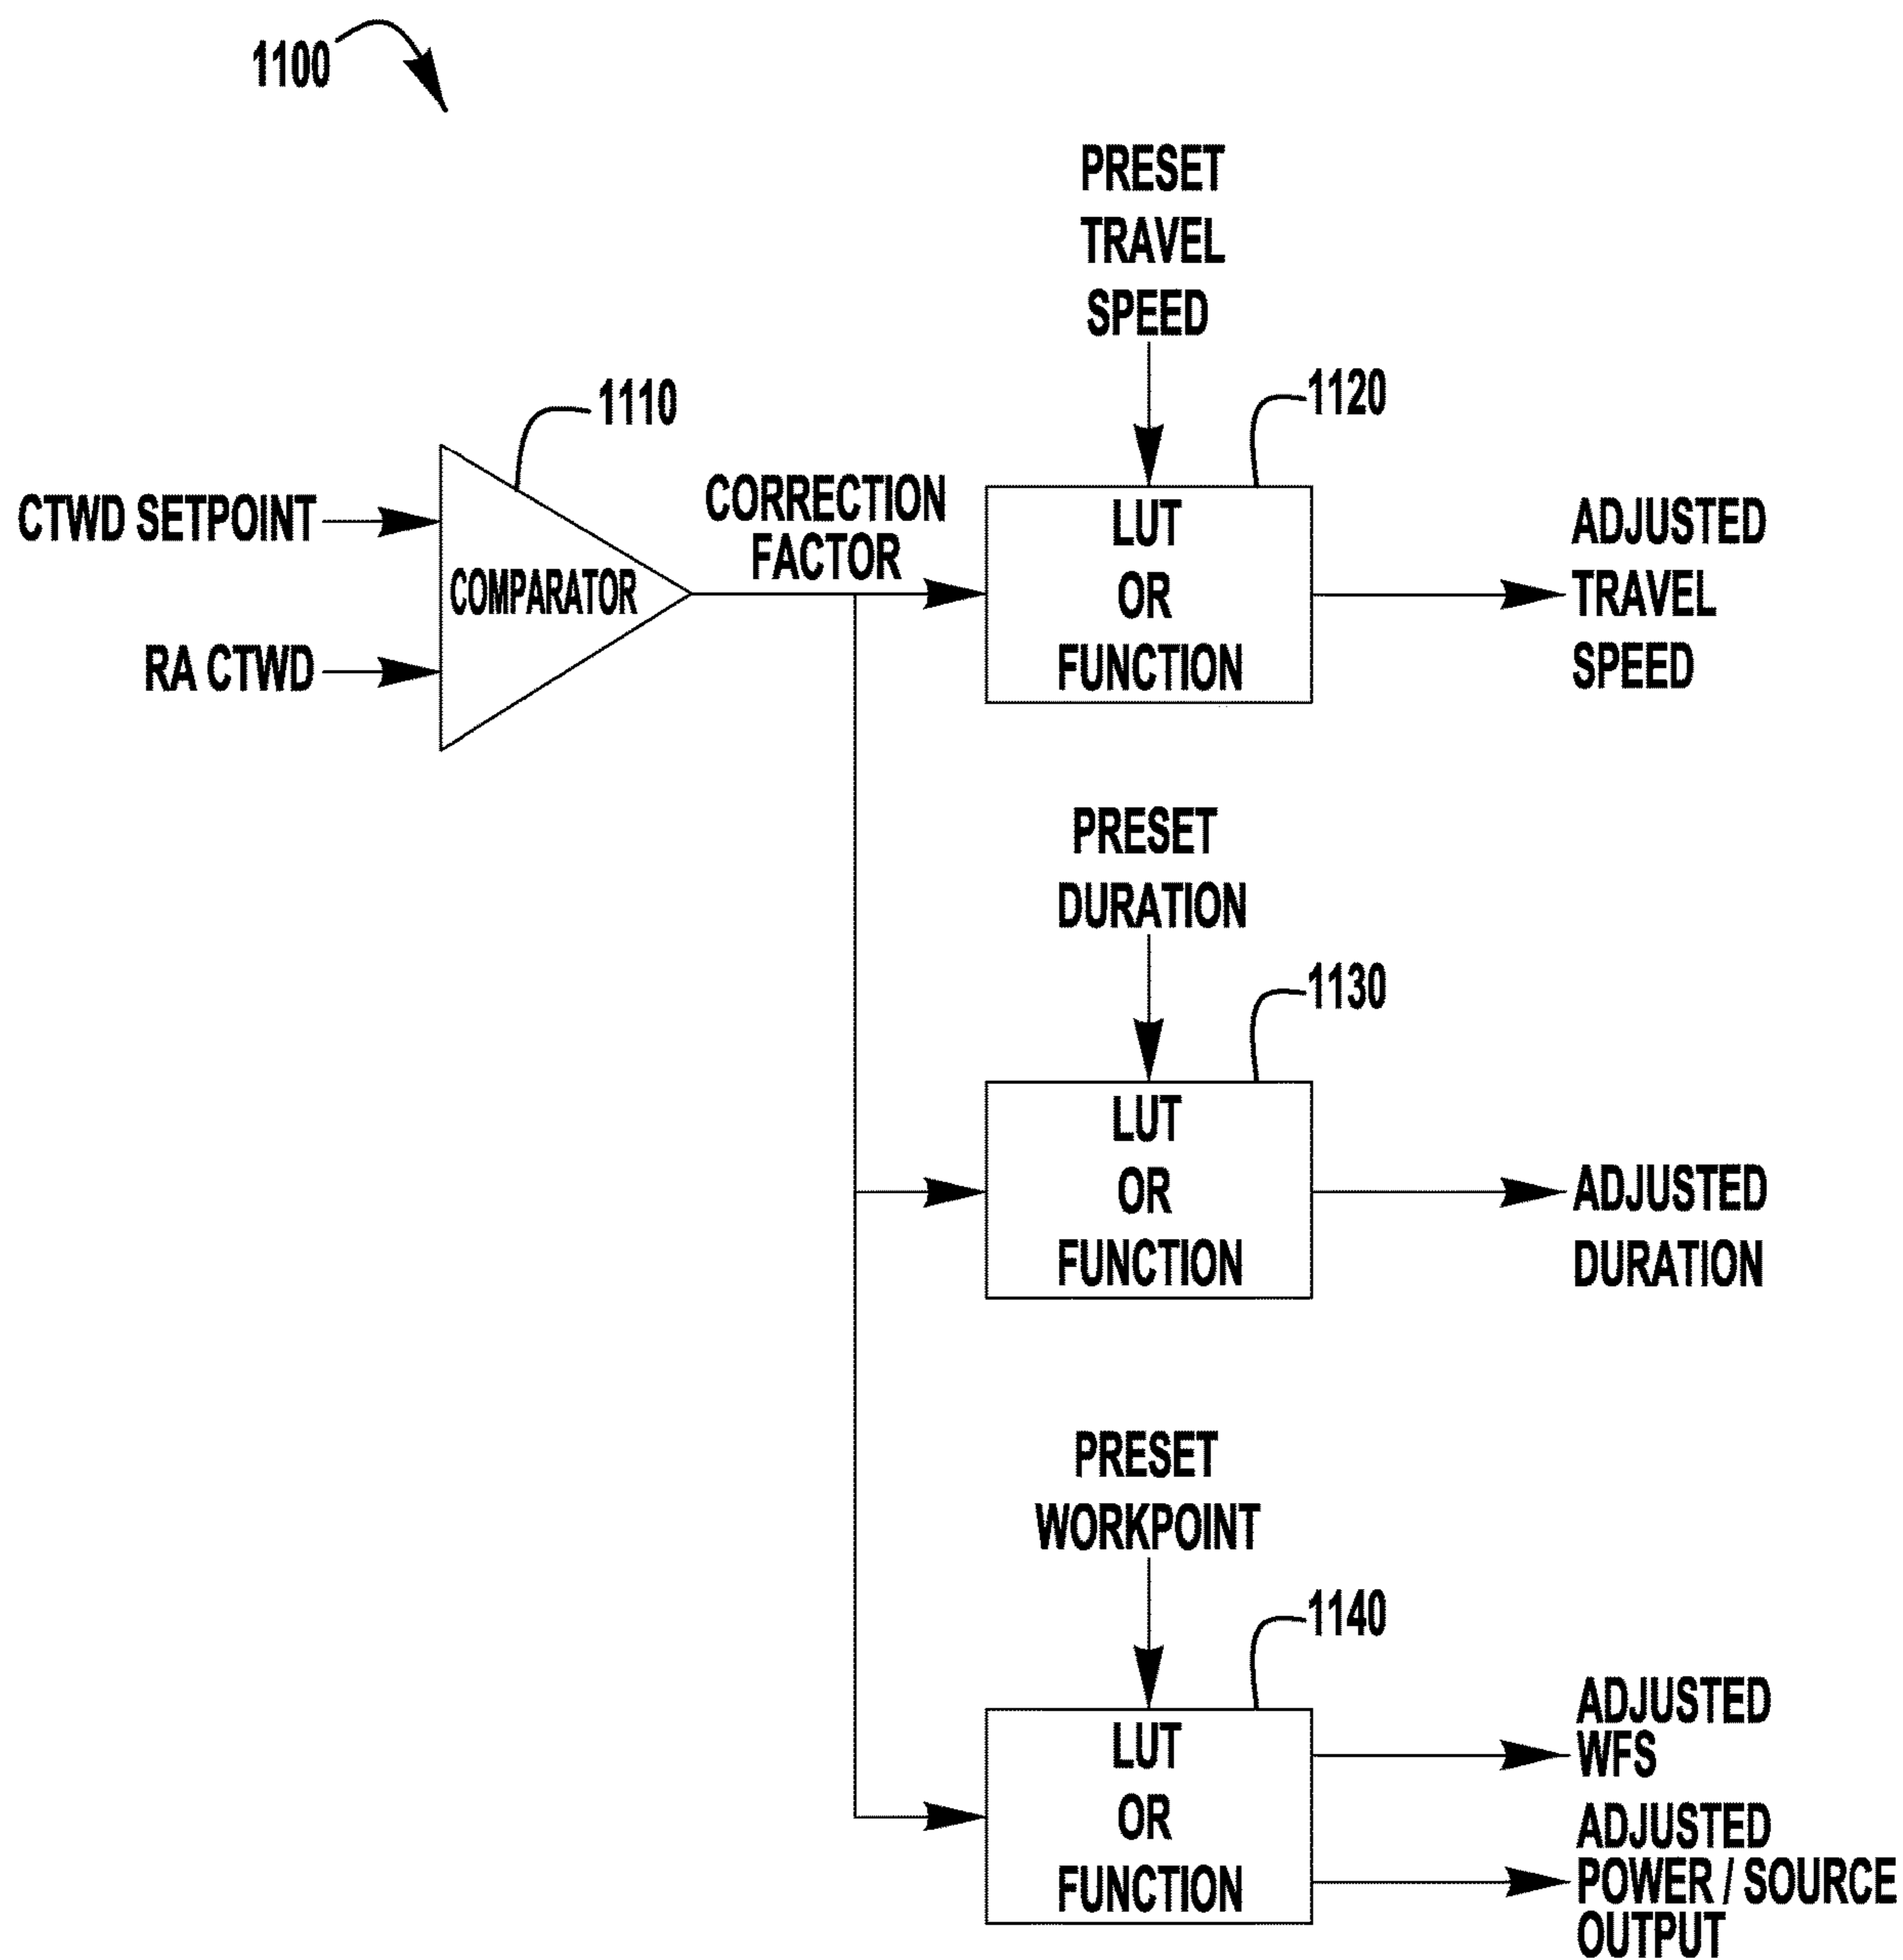 1100
PRESET
TRAVEL
SPEED
1120
1110
CTWD SETPOINT
RA CTWD
COMPARATOR
CORRECTION
FACTOR
LUT
OR
FUNCTION
ADJUSTED
TRAVEL
SPEED
PRESET
DURATION
1130
LUT
OR
FUNCTION
ADJUSTED
DURATION
PRESET
WORKPOINT
1140
LUT
OR
FUNCTION
ADJUSTED
WFS
ADJUSTED
POWER / SOURCE
OUTPUT